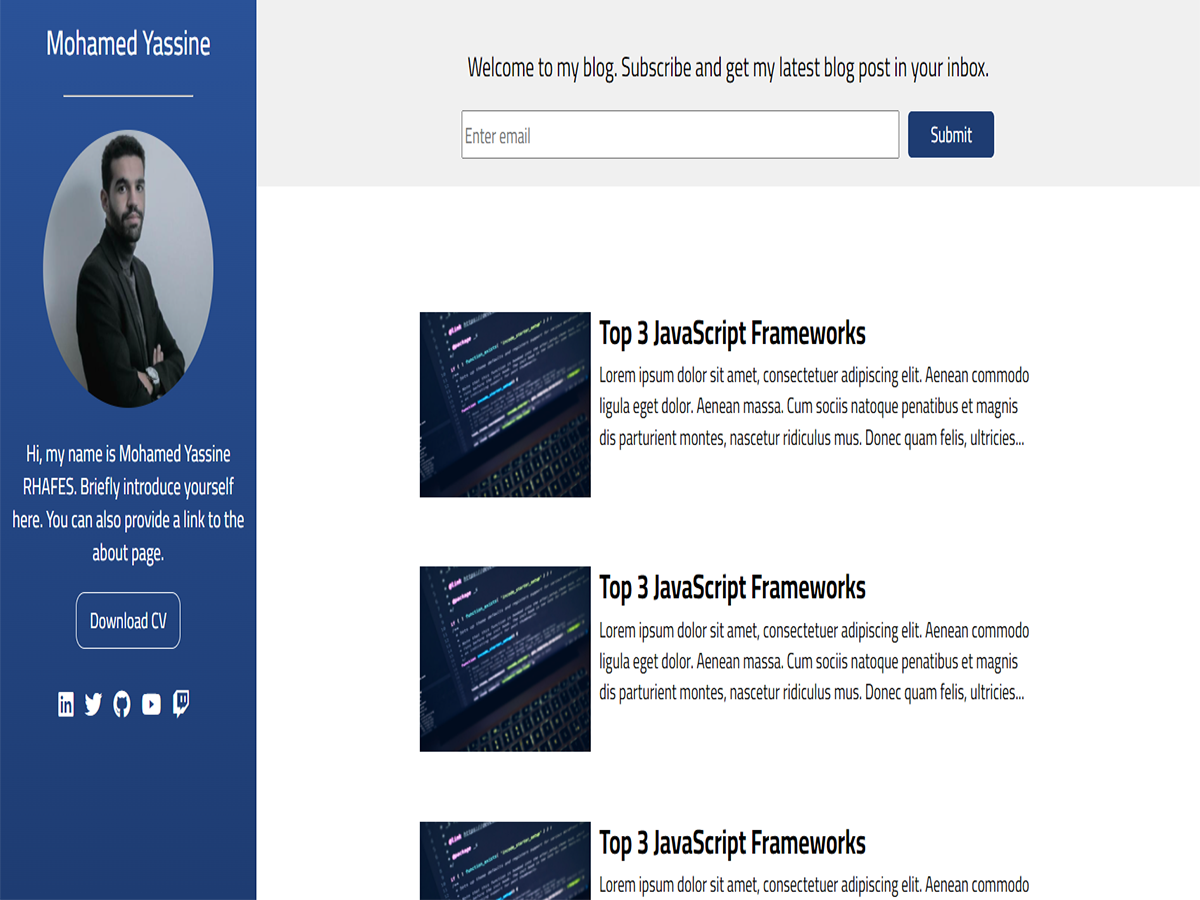 Mohamed Yassine
Hi, my name is Mohamed Yassine
RHAFES. Briefly introduce yourself
here. You can also provide a link to the
about page.
Download CV
Welcome to my blog. Subscribe and get my latest blog post in your inbox.
Enter email
Submit
Top 3 JavaScript Frameworks
Lorem ipsum dolor sit amet, consectetuer adipiscing elit. Aenean commodo
ligula eget dolor. Aenean massa. Cum sociis natoque penatibus et magnis
dis parturient montes, nascetur ridiculus mus. Donec quam felis, ultricies...
Top 3 JavaScript Frameworks
Lorem ipsum dolor sit amet, consectetuer adipiscing elit. Aenean commodo
ligula eget dolor. Aenean massa. Cum sociis natoque penatibus et magnis
dis parturient montes, nascetur ridiculus mus. Donec quam felis, ultricies...
Top 3 JavaScript Frameworks
Lorem ipsum dolor sit amet, consectetuer adipiscing elit. Aenean commodo